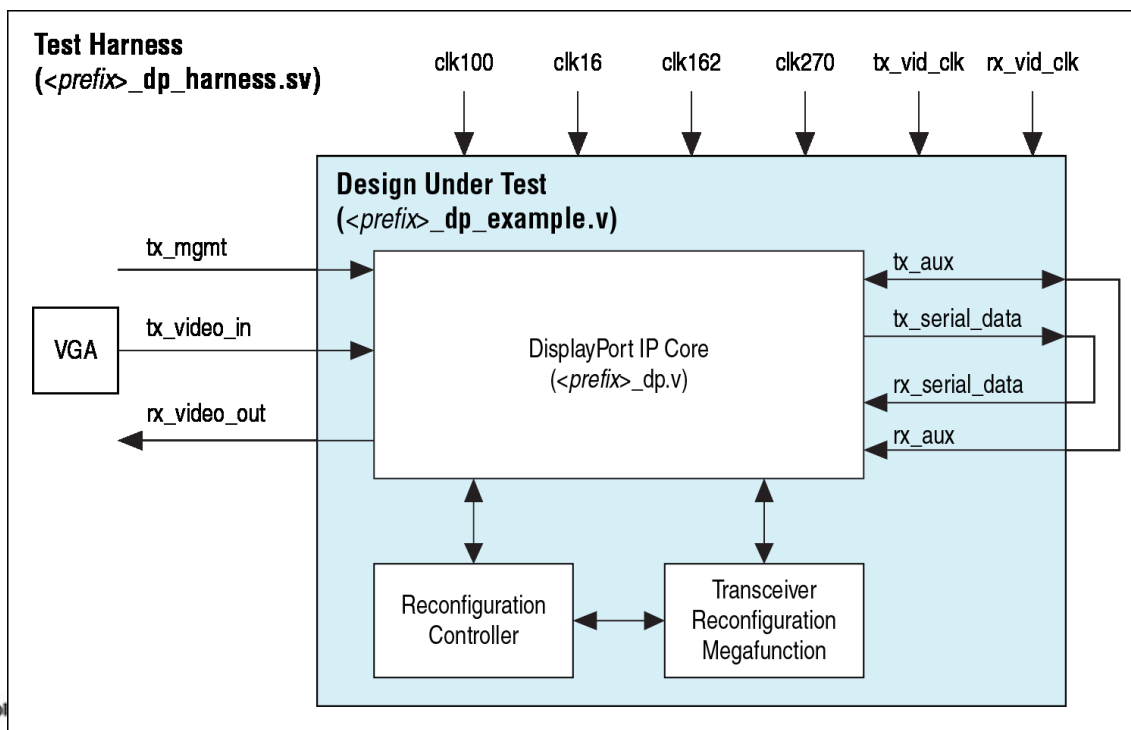 Test Harness
(<prefix>_dp_harness.sv)
clk100
clk16
clk162
clk270
tx_vid_clk
rx_vid_clk
Design Under Test
(<prefix>_dp_example.v)
tx_mgmt
VGA
tx_video_in
rx_video_out
DisplayPort IP Core
(<prefix>_dp.v)
tx_aux
tx_serial_data
rx_serial_data
rx_aux
Reconfiguration
Controller
Transceiver
Reconfiguration
Megafunction